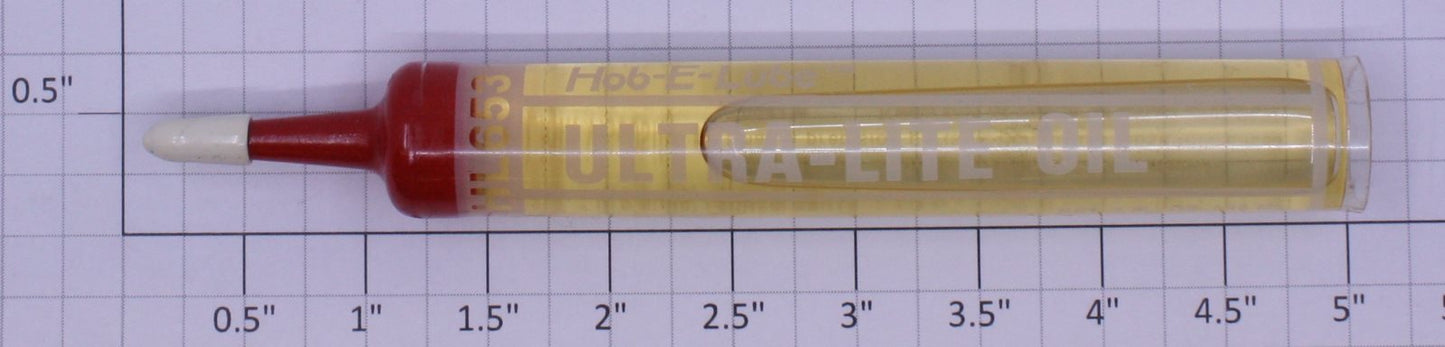 0.5"
Hob-E-Lube
HL653
ULTRA-LITE OIL
0.5" 1" 1.5" 2" 2.5" 3" 3.5" 4" 4.5" 5"